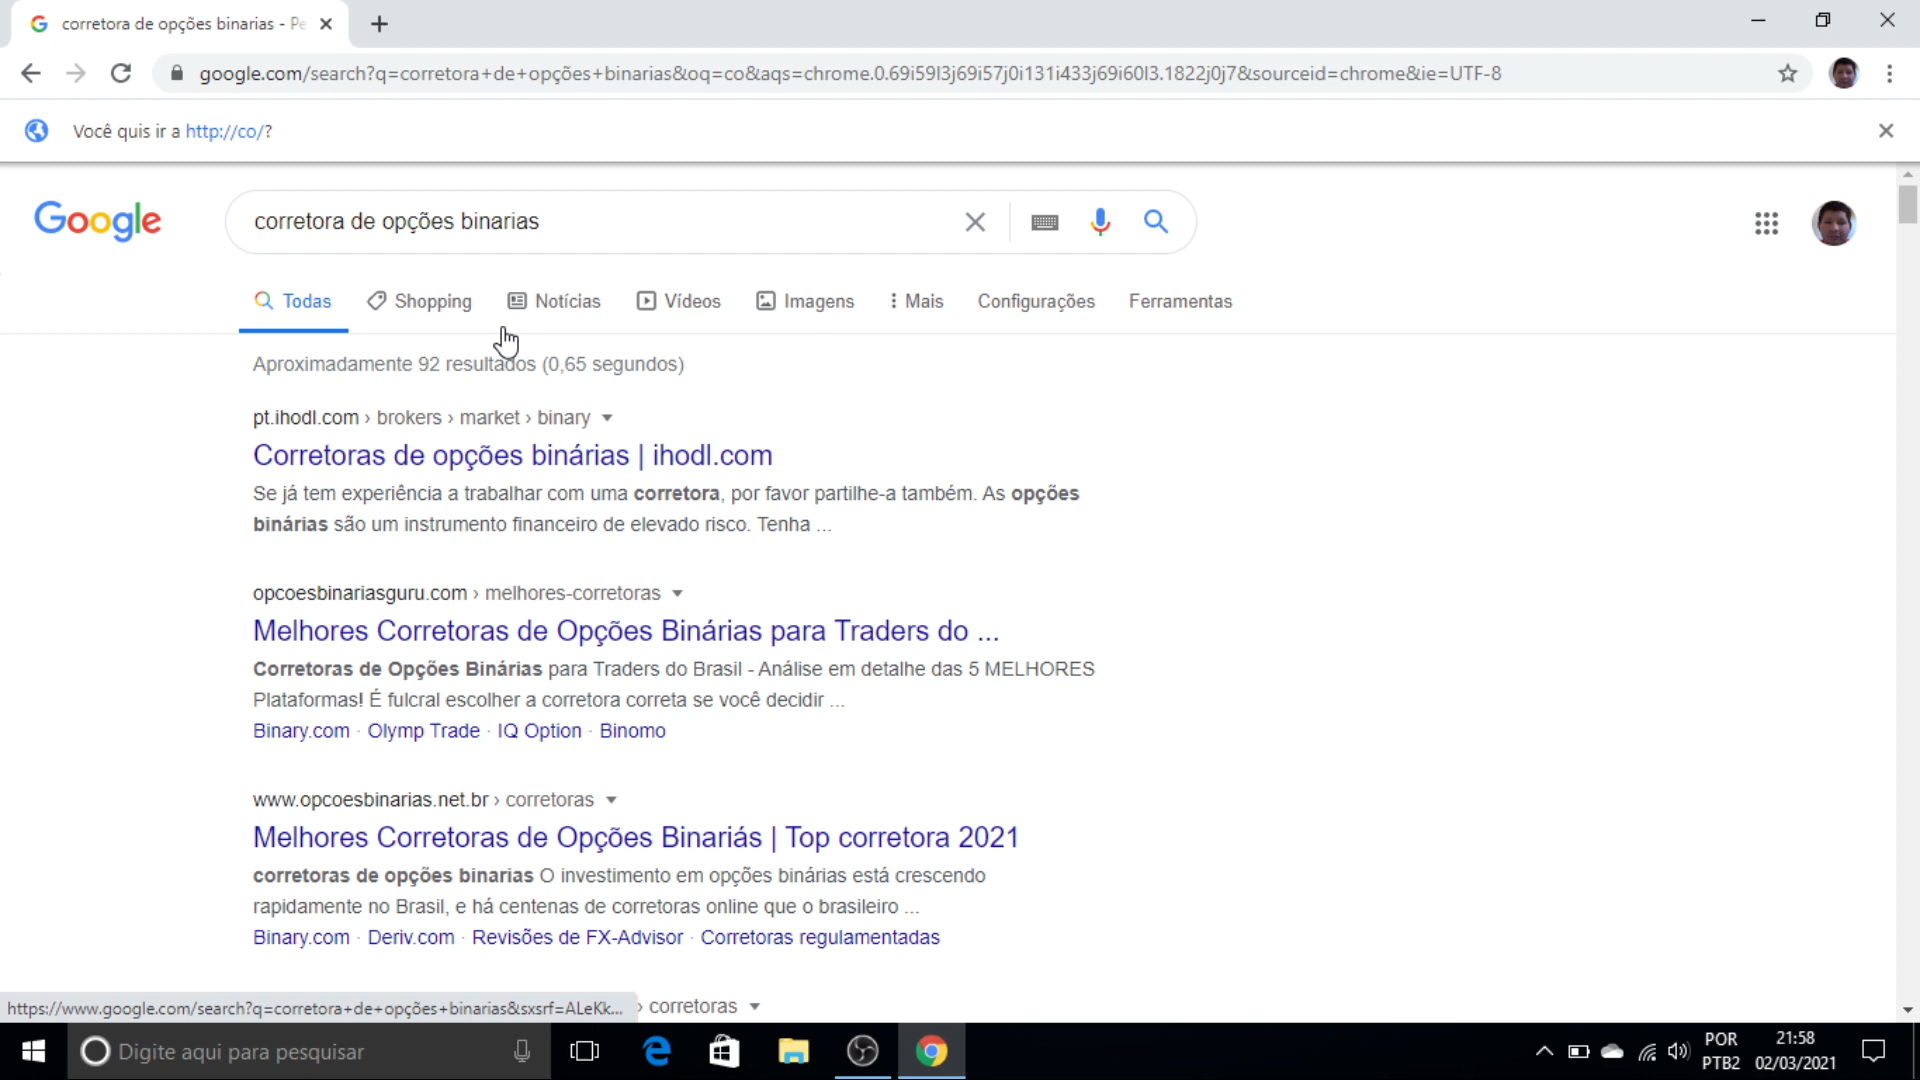 corretora de opções binarias - Pe
google.com/search?q=corretora+de+opções+binarias&oq=co&aqs=chrome.0.69i59l3j69i57j0i131i433j69i60l3.1822j0j7&sourceid=chrome&ie=UTF-8
Você quis ir a http://co/?
Google
corretora de opções binarias
Todas Shopping Notícias Vídeos Imagens Mais Configurações Ferramentas
Aproximadamente 92 resultados (0,65 segundos)
pt.ihodl.com › brokers › market › binary
Corretoras de opções binárias | ihodl.com
Se já tem experiência a trabalhar com uma corretora, por favor partilhe-a também. As opções
binárias são um instrumento financeiro de elevado risco. Tenha ...
opcoesbinariasguru.com › melhores-corretoras
Melhores Corretoras de Opções Binárias para Traders do ...
Corretoras de Opções Binárias para Traders do Brasil - Análise em detalhe das 5 MELHORES
Plataformas! É fulcral escolher a corretora correta se você decidir ...
Binary.com · Olymp Trade · IQ Option · Binomo
www.opcoesbinarias.net.br › corretoras
Melhores Corretoras de Opções Binariás | Top corretora 2021
corretoras de opções binarias O investimento em opções binárias está crescendo
rapidamente no Brasil, e há centenas de corretoras online que o brasileiro ...
Binary.com · Deriv.com · Revisões de FX-Advisor · Corretoras regulamentadas
https://www.google.com/search?q=corretora+de+opções+binarias&sxsrf=ALeKk... › corretoras
Digite aqui para pesquisar
POR
PTB2
21:58
02/03/2021